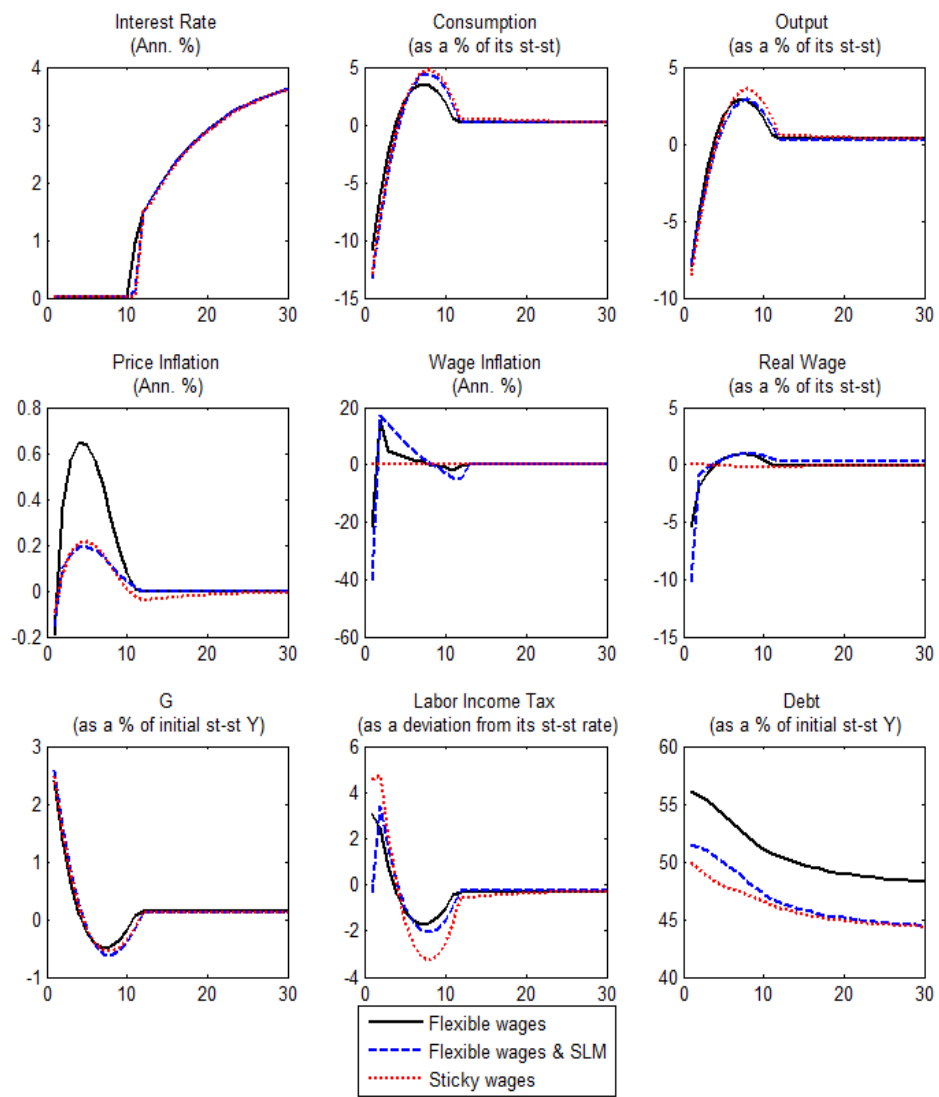 Interest Rate
(Ann. %)
4
3
2
1
0
0 10 20 30
Consumption
(as a % of its st-st)
5
0
-5
-10
-15
0 10 20 30
Output
(as a % of its st-st)
5
0
-5
-10
0 10 20 30
Price Inflation
(Ann. %)
0.8
0.6
0.4
0.2
0
-0.2
0 10 20 30
Wage Inflation
(Ann. %)
20
0
-20
-40
-60
0 10 20 30
Real Wage
(as a % of its st-st)
5
0
-5
-10
-15
0 10 20 30
G
(as a % of initial st-st Y)
3
2
1
0
-1
0 10 20 30
Labor Income Tax
(as a deviation from its st-st rate)
6
4
2
0
-2
-4
0 10 20 30
Debt
(as a % of initial st-st Y)
60
55
50
45
40
0 10 20 30
Flexible wages
Flexible wages & SLM
Sticky wages